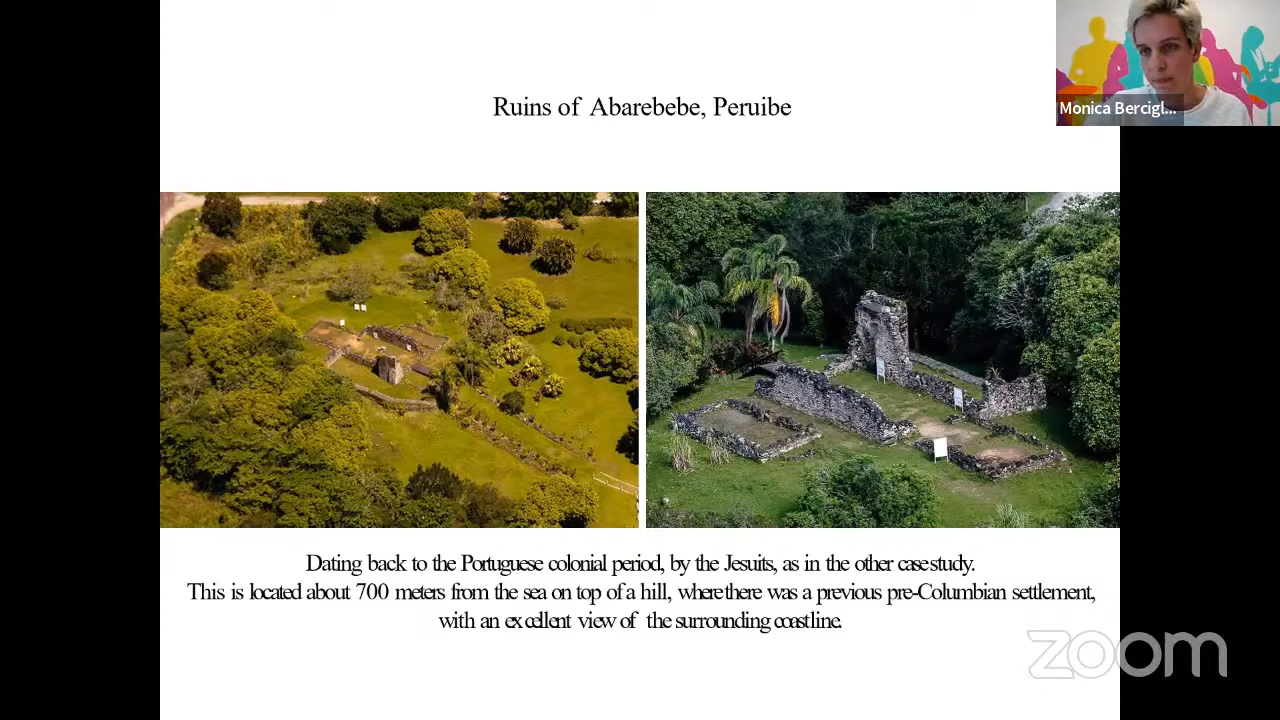 Ruins of Abarebebe, Peruibe
Monica Bercigl...
Dating back to the Portuguese colonial period, by the Jesuits, as in the other case study.
This is located about 700 meters from the sea on top of a hill, where there was a previous pre-Columbian settlement,
with an excellent view of the surrounding coastline.
zoom